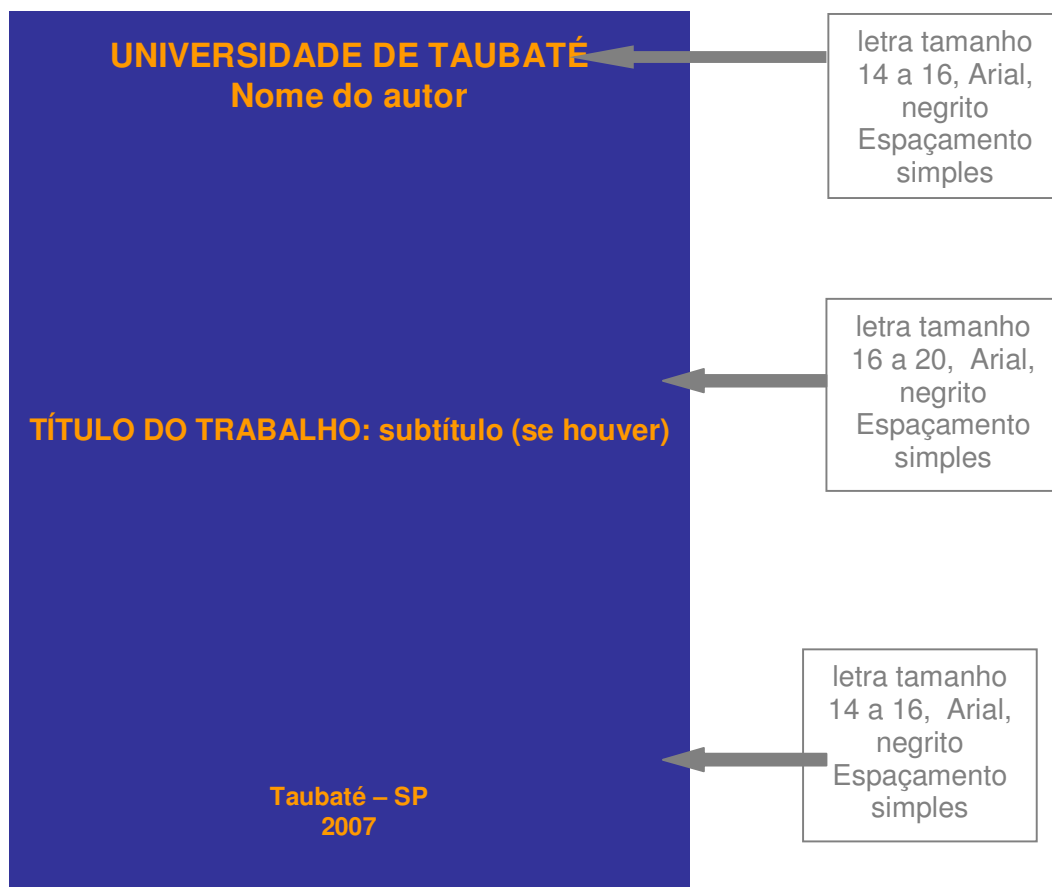 UNIVERSIDADE DE TAUBATÉ
Nome do autor
letra tamanho
14 a 16, Arial,
negrito
Espaçamento
simples
TÍTULO DO TRABALHO: subtítulo (se houver)
letra tamanho
16 a 20, Arial,
negrito
Espaçamento
simples
Taubaté – SP
2007
letra tamanho
14 a 16, Arial,
negrito
Espaçamento
simples